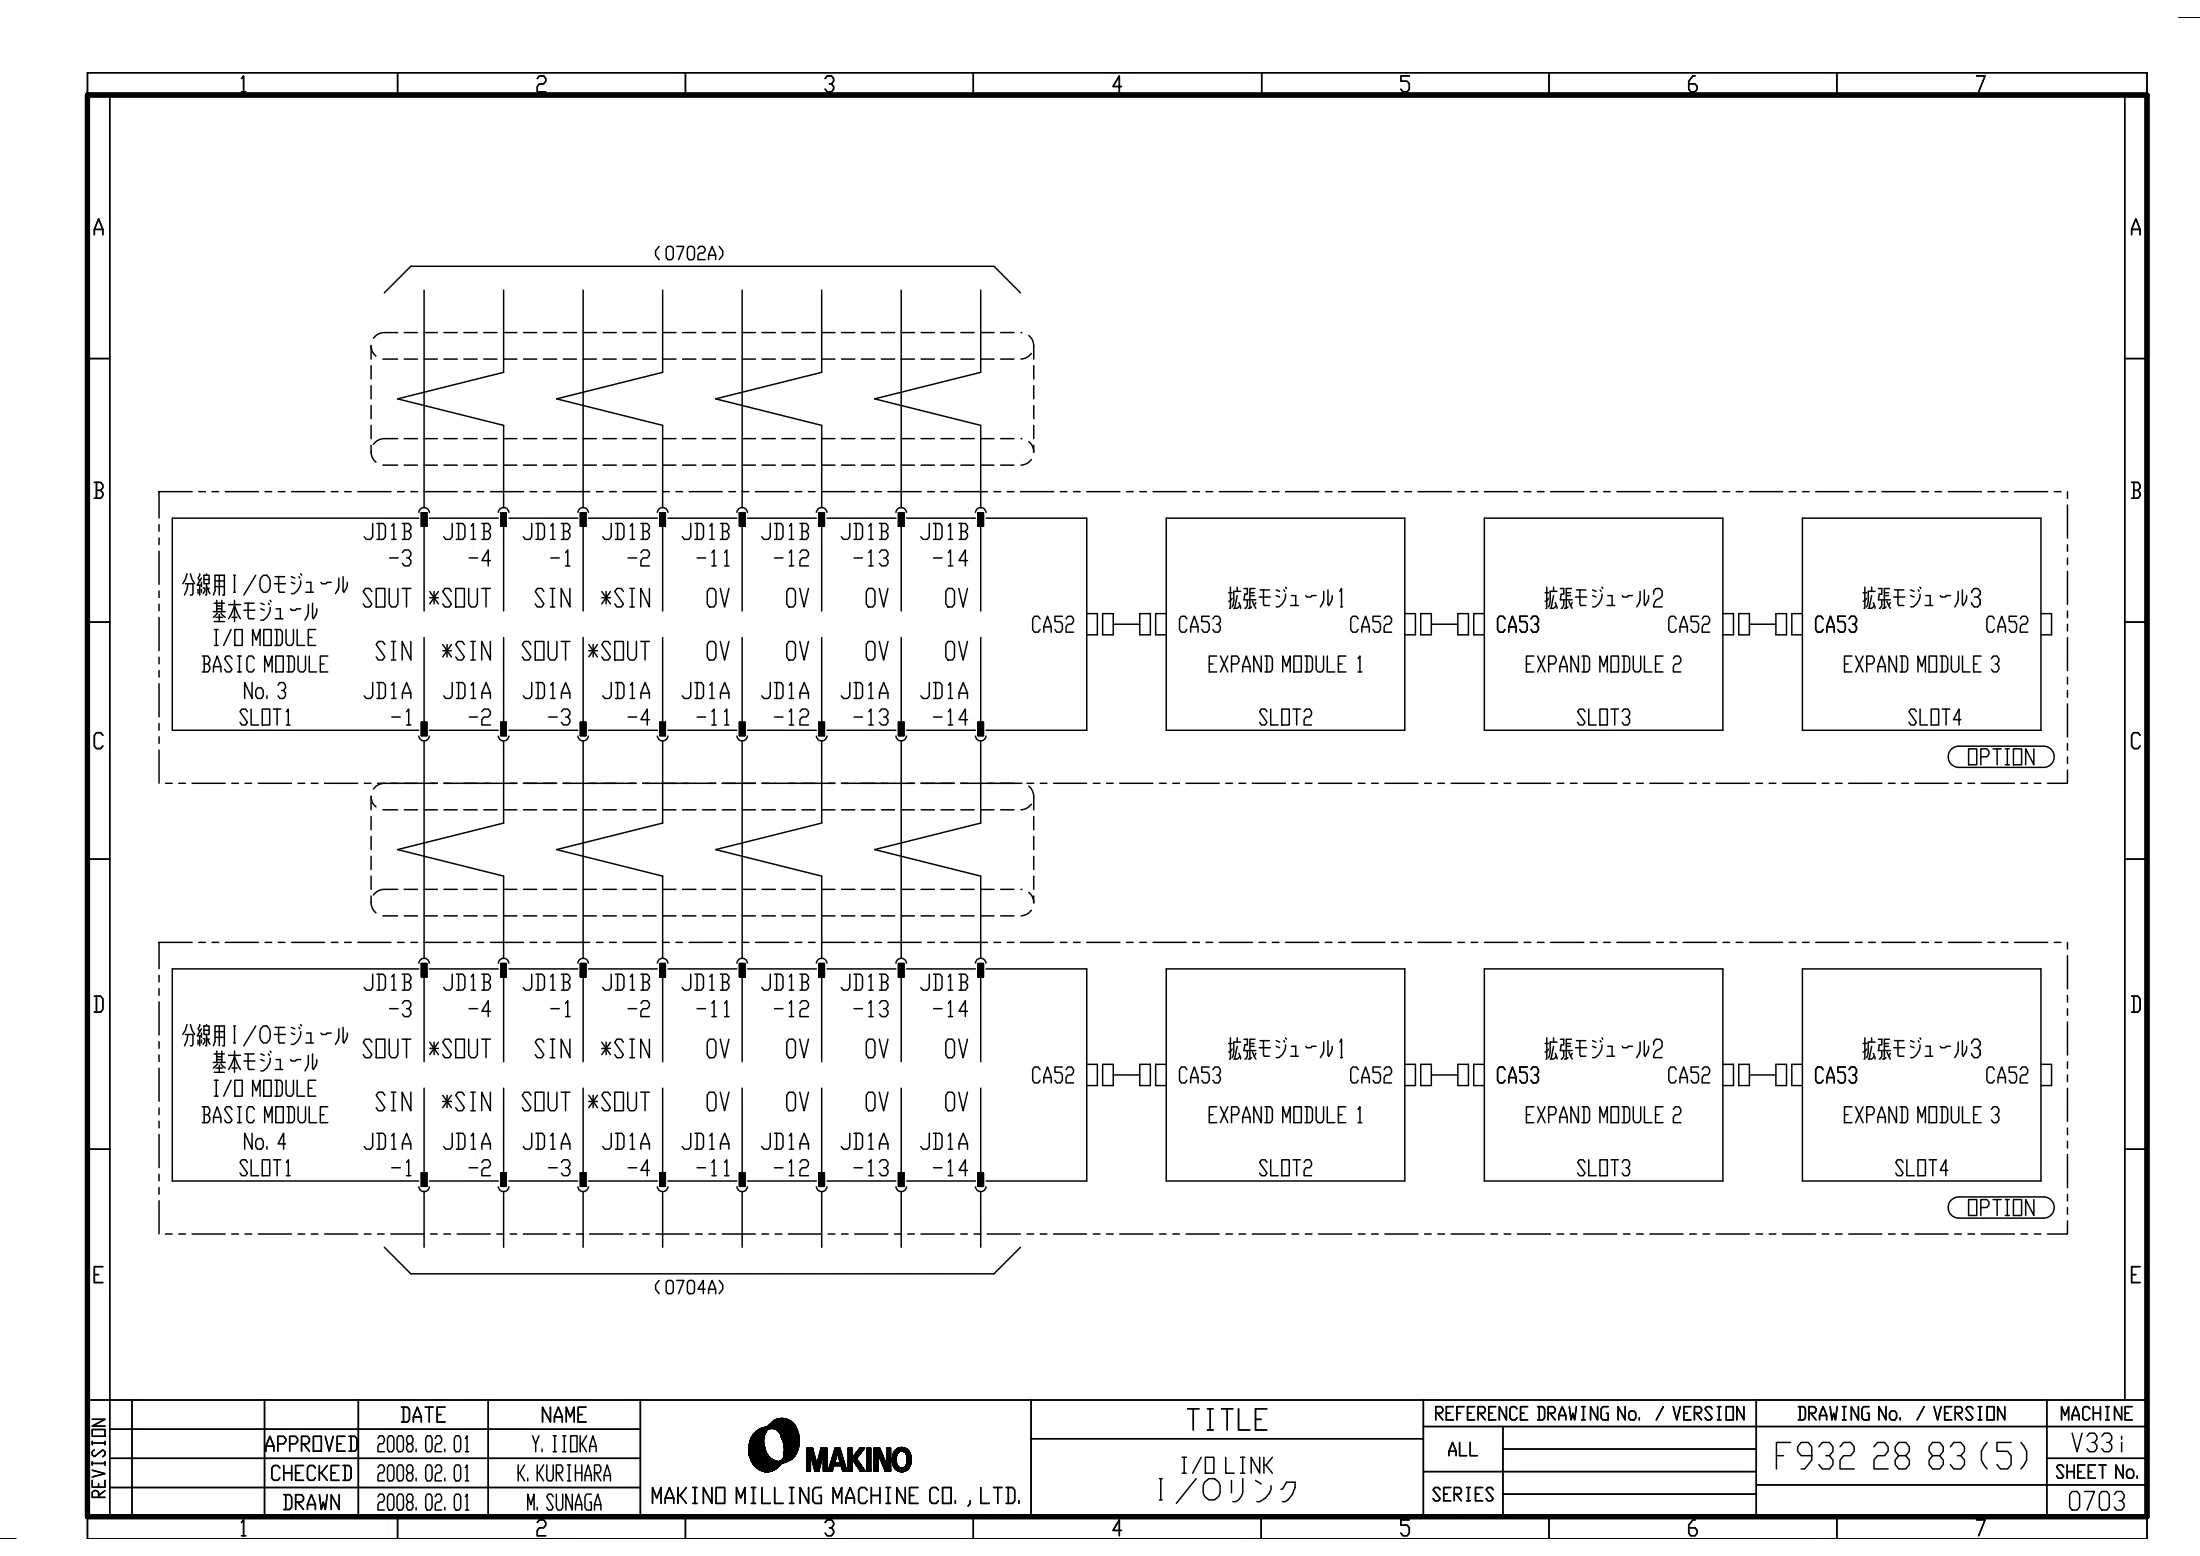 1 2 3 4 5 6 7
A A
(0702A)
B B
JD1B JD1B JD1B JD1B JD1B JD1B JD1B JD1B
-3 -4 -1 -2 -11 -12 -13 -14
分線用I/Oモジュール
基本モジュール
I/O MODULE
BASIC MODULE
No. 3
SLOT1
SOUT *SOUT SIN *SIN 0V 0V 0V 0V
SIN *SIN SOUT *SOUT 0V 0V 0V 0V
JD1A JD1A JD1A JD1A JD1A JD1A JD1A JD1A
-1 -2 -3 -4 -11 -12 -13 -14
CA52
拡張モジュール1
CA53 CA52
EXPAND MODULE 1
SLOT2
拡張モジュール2
CA53 CA52
EXPAND MODULE 2
SLOT3
拡張モジュール3
CA53 CA52
EXPAND MODULE 3
SLOT4
C C
OPTION
D D
JD1B JD1B JD1B JD1B JD1B JD1B JD1B JD1B
-3 -4 -1 -2 -11 -12 -13 -14
分線用I/Oモジュール
基本モジュール
I/O MODULE
BASIC MODULE
No. 4
SLOT1
SOUT *SOUT SIN *SIN 0V 0V 0V 0V
SIN *SIN SOUT *SOUT 0V 0V 0V 0V
JD1A JD1A JD1A JD1A JD1A JD1A JD1A JD1A
-1 -2 -3 -4 -11 -12 -13 -14
CA52
拡張モジュール1
CA53 CA52
EXPAND MODULE 1
SLOT2
拡張モジュール2
CA53 CA52
EXPAND MODULE 2
SLOT3
拡張モジュール3
CA53 CA52
EXPAND MODULE 3
SLOT4
OPTION
E E
(0704A)
REVISION
DATE NAME
APPROVED 2008. 02. 01 Y. IIOKA
CHECKED 2008. 02. 01 K. KURIHARA
DRAWN 2008. 02. 01 M. SUNAGA
MAKINO
MAKINO MILLING MACHINE CO. , LTD.
TITLE
I/O LINK
I/Oリンク
REFERENCE DRAWING No. / VERSION
ALL
SERIES
DRAWING No. / VERSION
F932 28 83 (5)
MACHINE
V33i
SHEET No.
0703
1 2 3 4 5 6 7